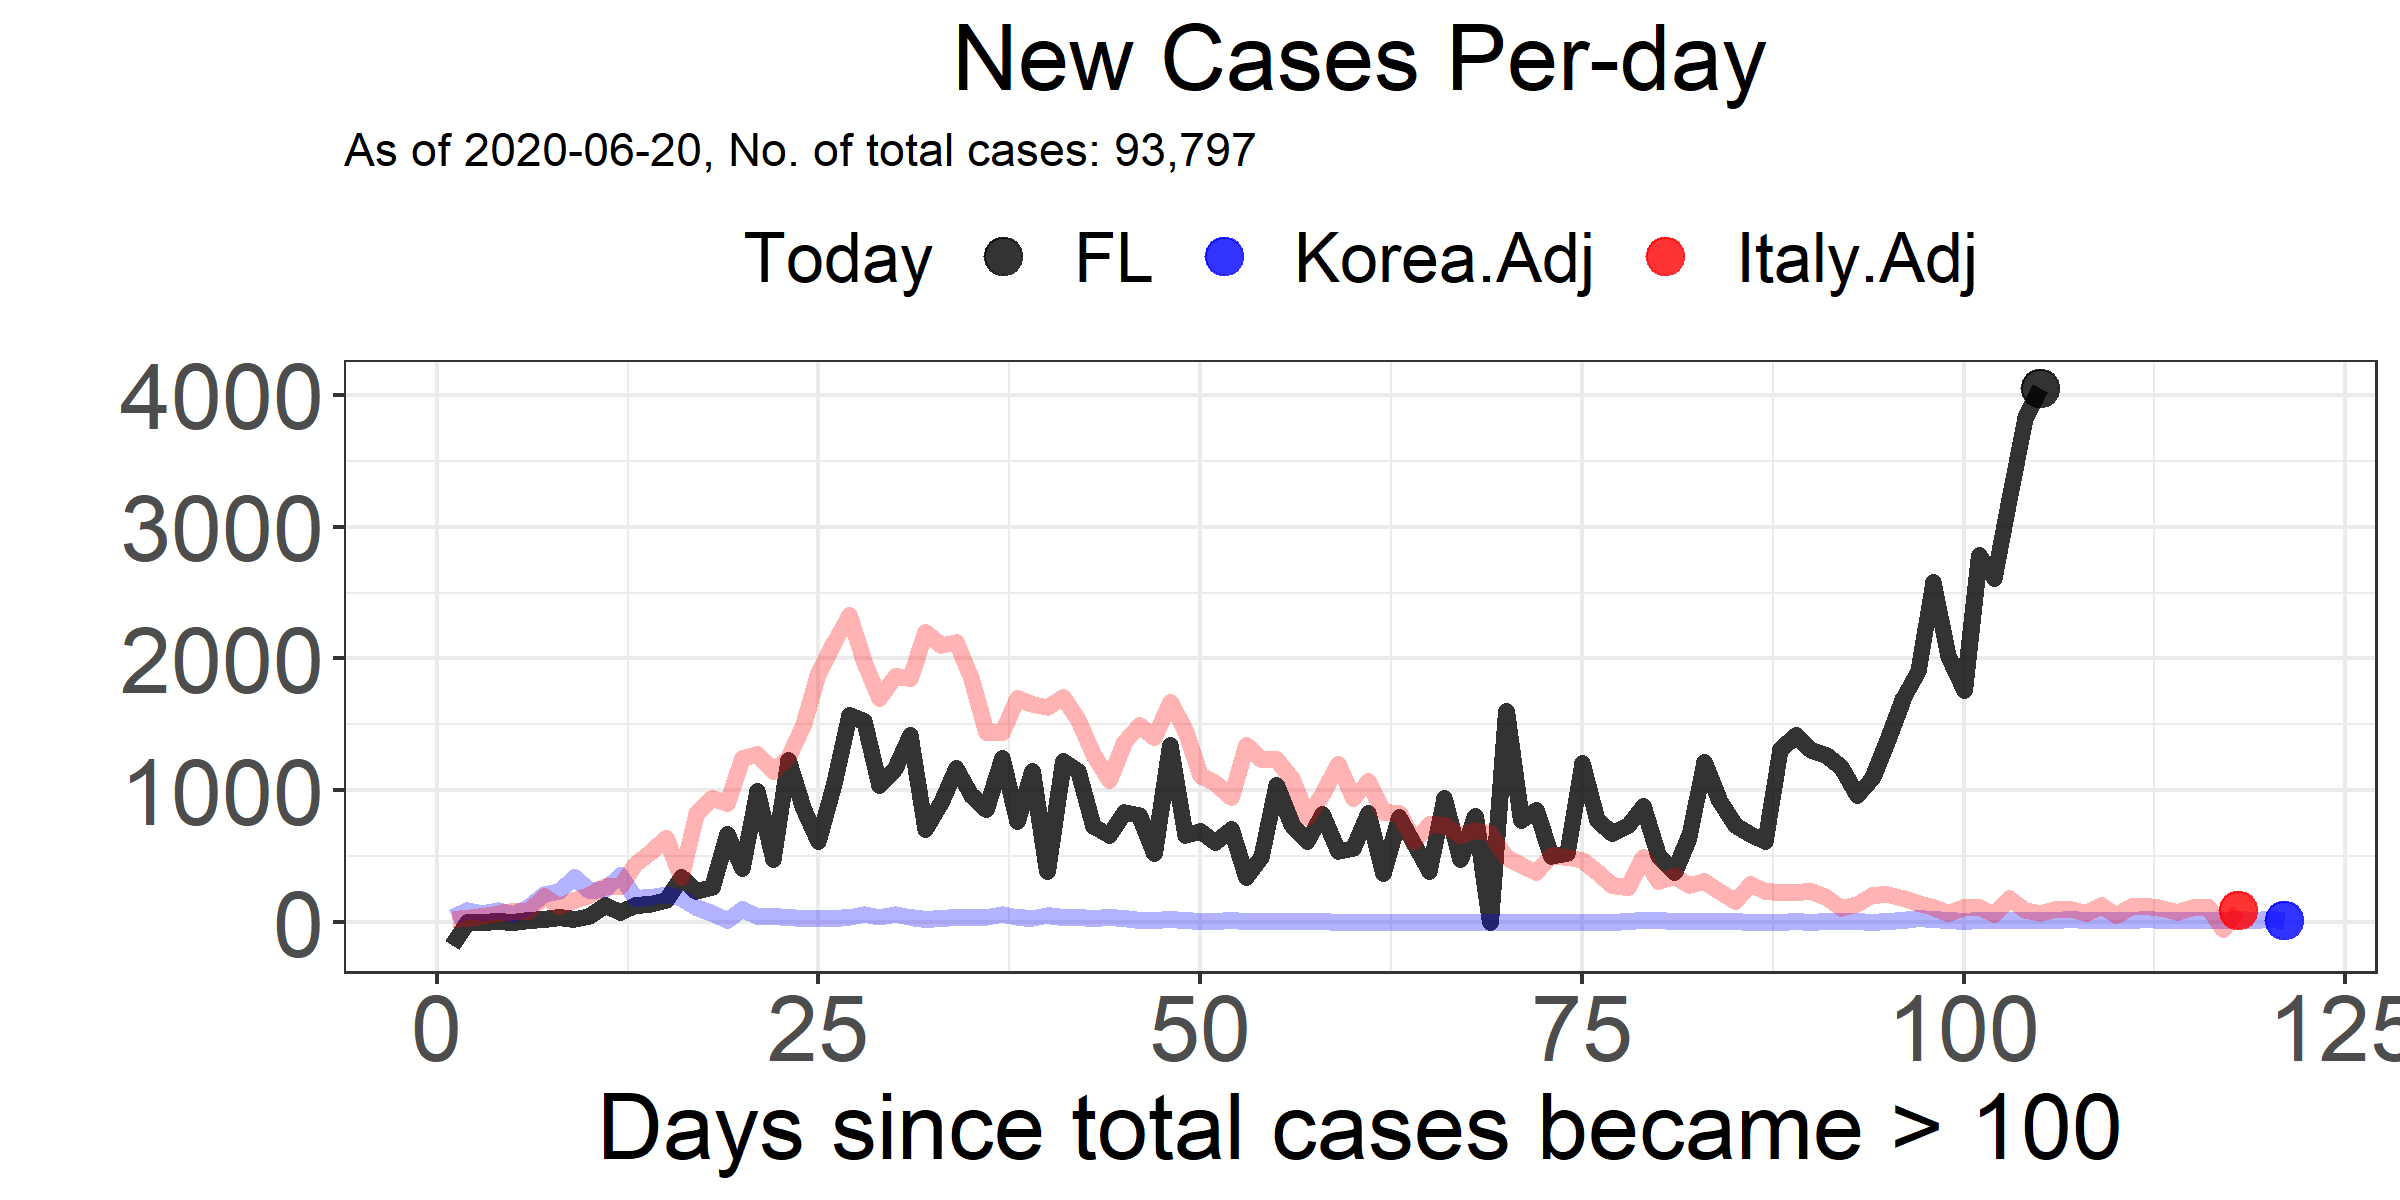 New Cases Per-day
As of 2020-06-20, No. of total cases: 93,797
Today FL Korea.Adj Italy.Adj
4000
3000
2000
1000
0
0 25 50 75 100 125
Days since total cases became > 100